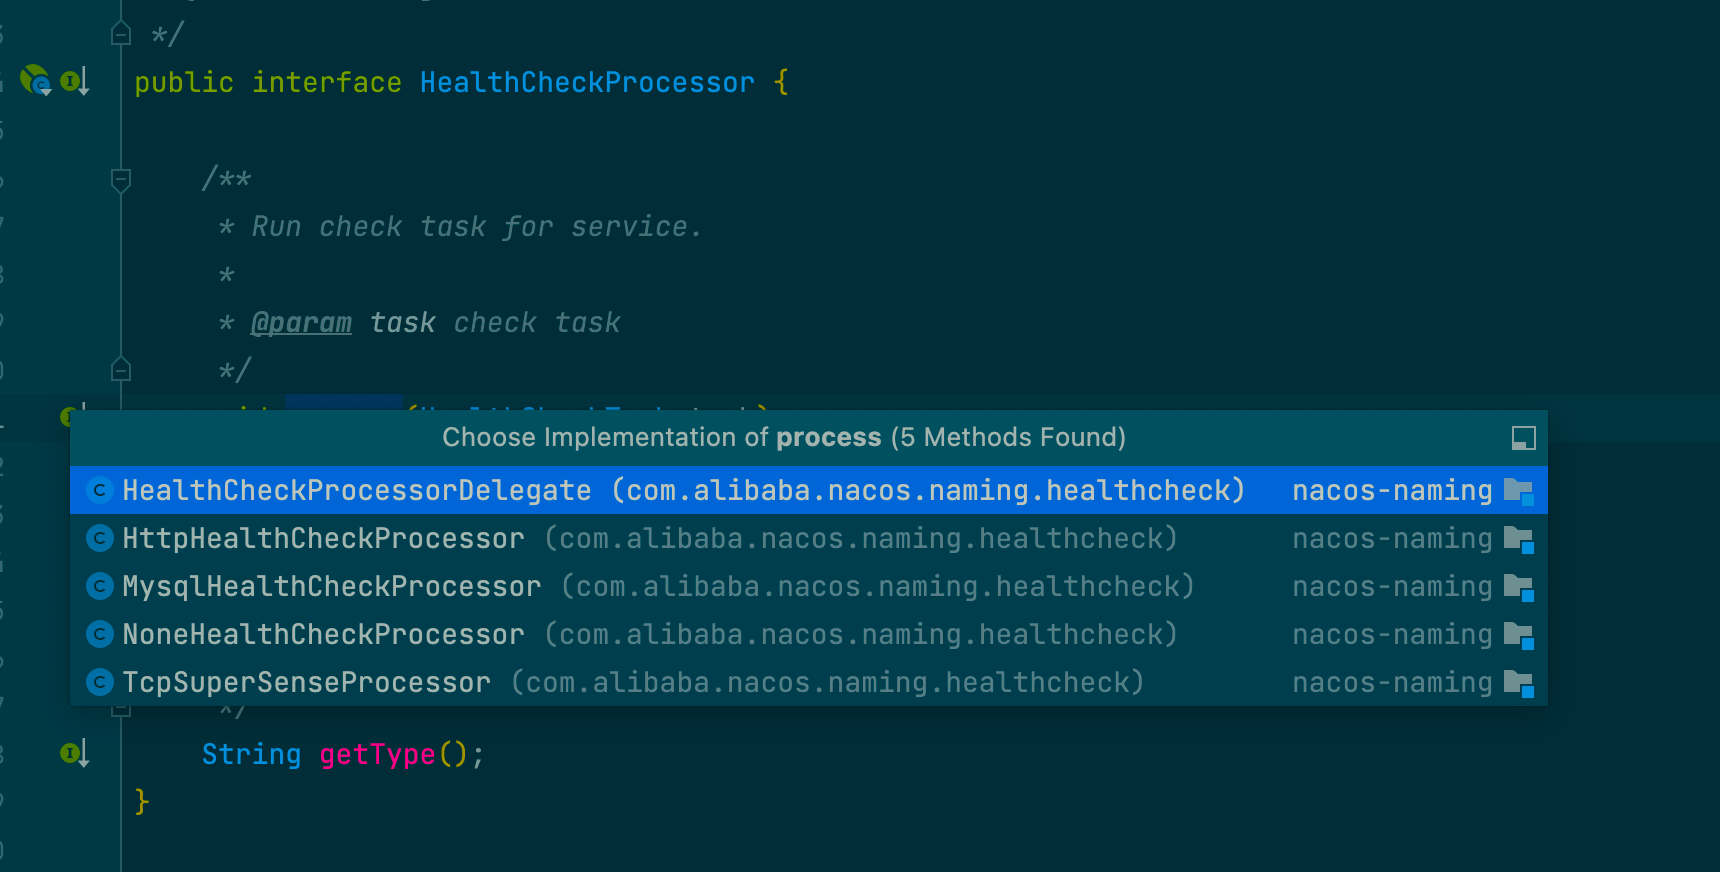 */
public interface HealthCheckProcessor {
/**
* Run check task for service.
*
* @param task check task
*/
Choose Implementation of process (5 Methods Found)
HealthCheckProcessorDelegate (com.alibaba.nacos.naming.healthcheck) nacos-naming
HttpHealthCheckProcessor (com.alibaba.nacos.naming.healthcheck) nacos-naming
MysqlHealthCheckProcessor (com.alibaba.nacos.naming.healthcheck) nacos-naming
NoneHealthCheckProcessor (com.alibaba.nacos.naming.healthcheck) nacos-naming
TcpSuperSenseProcessor (com.alibaba.nacos.naming.healthcheck) nacos-naming
*/
String getType();
}